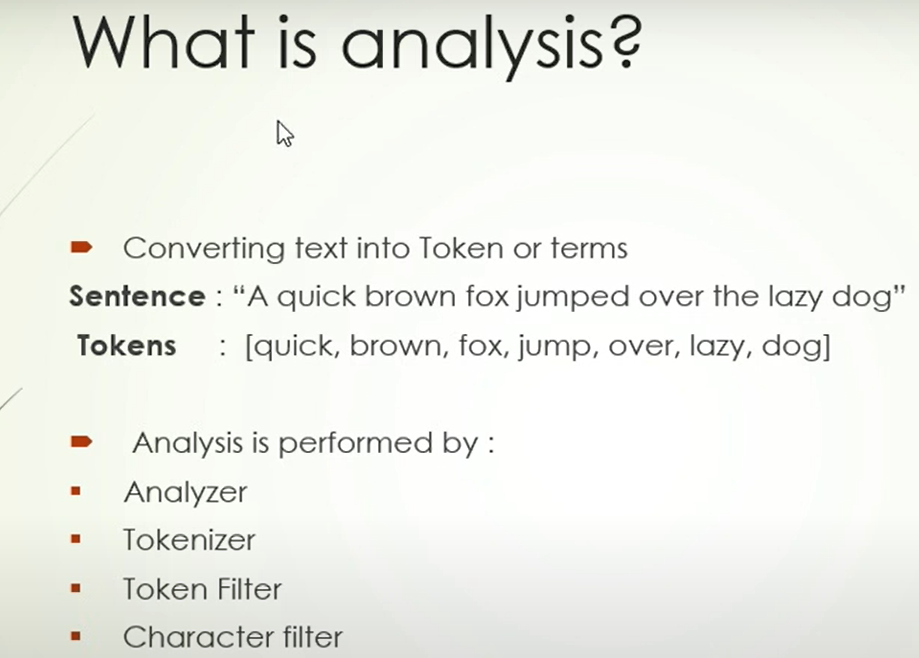 What is analysis?
Converting text into Token or terms
Sentence : “A quick brown fox jumped over the lazy dog”
Tokens : [quick, brown, fox, jump, over, lazy, dog]
Analysis is performed by :
Analyzer
Tokenizer
Token Filter
Character filter